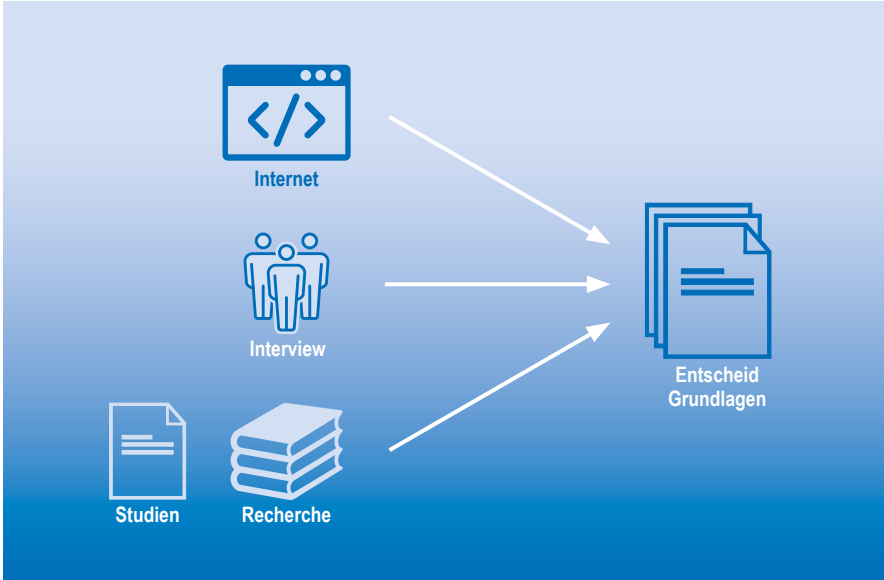 Internet
Interview
Entscheid
Grundlagen
Studien
Recherche